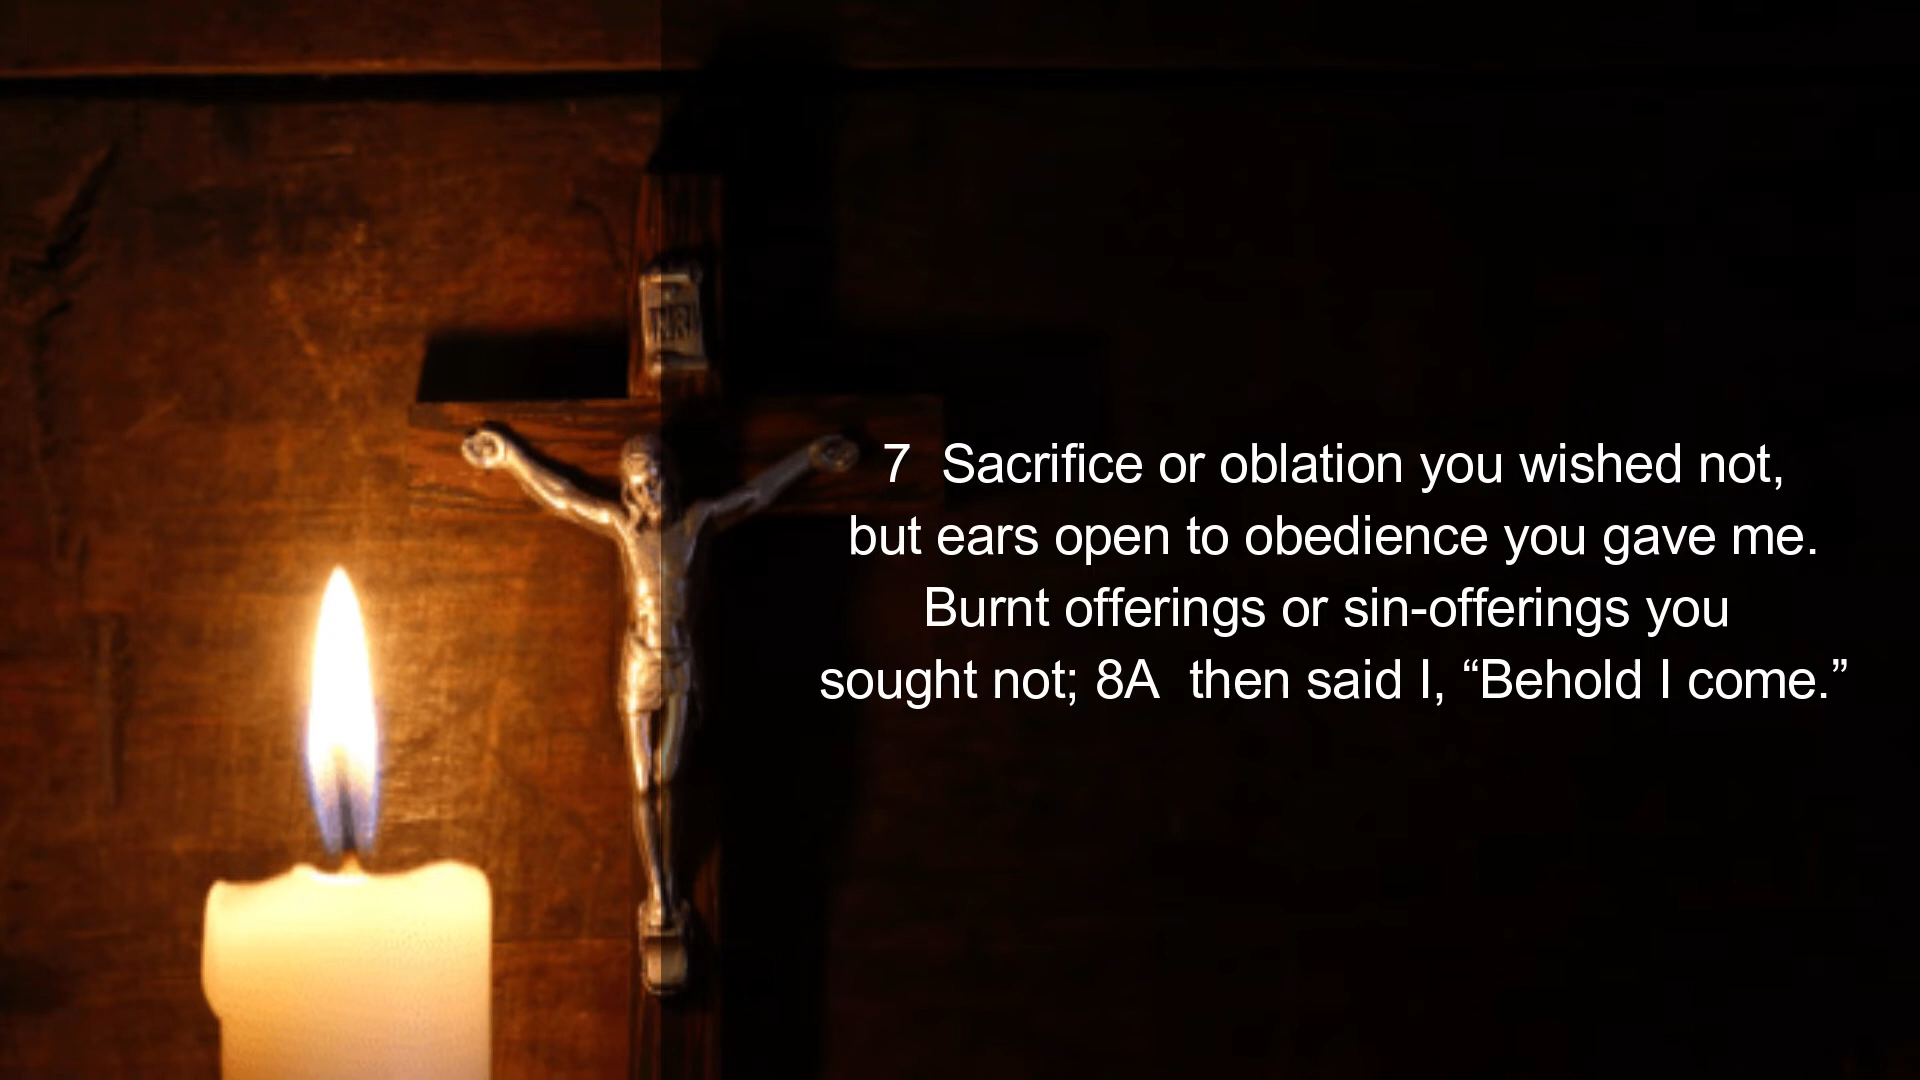 INRI
7  Sacrifice or oblation you wished not,
but ears open to obedience you gave me.
Burnt offerings or sin-offerings you
sought not; 8A  then said I, “Behold I come.”